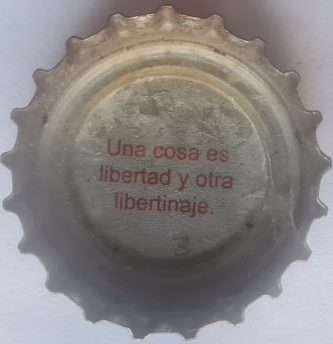 Una cosa es
libertad y otra
libertinaje.